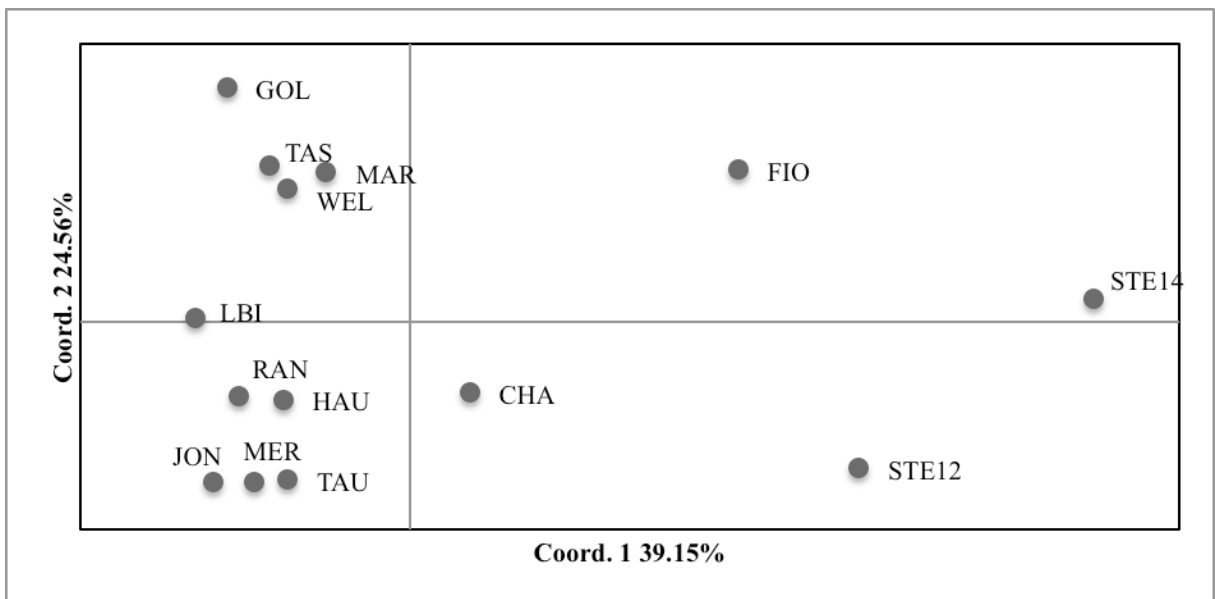 GOL
TAS
MAR
WEL
FIO
STE14
LBI
RAN
HAU
CHA
JON
MER
TAU
STE12
Coord. 2 24.56%
Coord. 1 39.15%